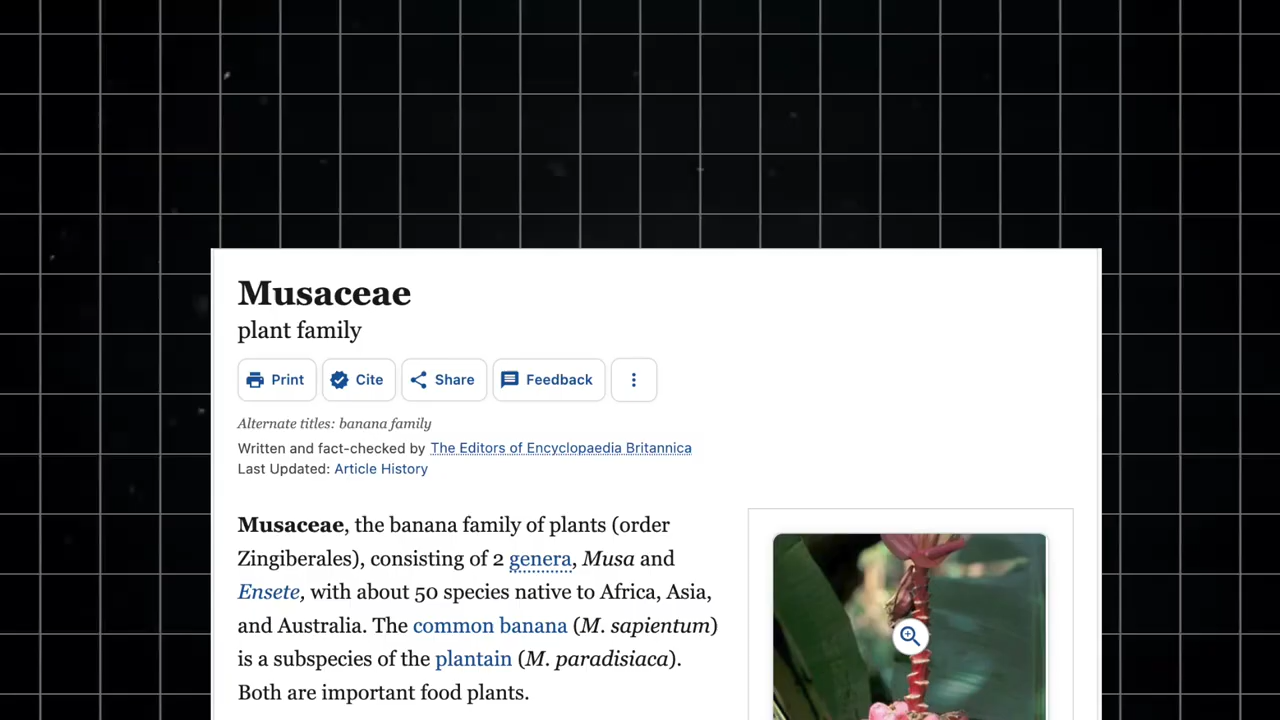 Musaceae
plant family
Print Cite Share Feedback
Alternate titles: banana family
Written and fact-checked by The Editors of Encyclopaedia Britannica
Last Updated: Article History
Musaceae, the banana family of plants (order
Zingiberales), consisting of 2 genera, Musa and
Ensete, with about 50 species native to Africa, Asia,
and Australia. The common banana (M. sapientum)
is a subspecies of the plantain (M. paradisiaca).
Both are important food plants.